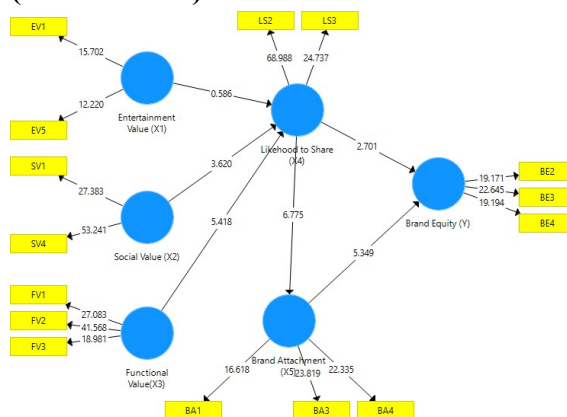 EV1
LS2
LS3
15.702
68.988
24.737
12.220
0.586
Entertainment
Value (X1)
EV5
Likehood to Share
(X4)
2.701
SV1
3.620
BE2
19.171
27.383
22.645
BE3
19.194
BE4
5.418
6.775
Brand Equity (Y)
53.241
SV4
Social Value (X2)
5.349
FV1
27.083
FV2
41.568
FV3
18.981
Functional
Value(X3)
Brand Attachment
(X5)
16.618
23.819
22.335
BA1
BA3
BA4